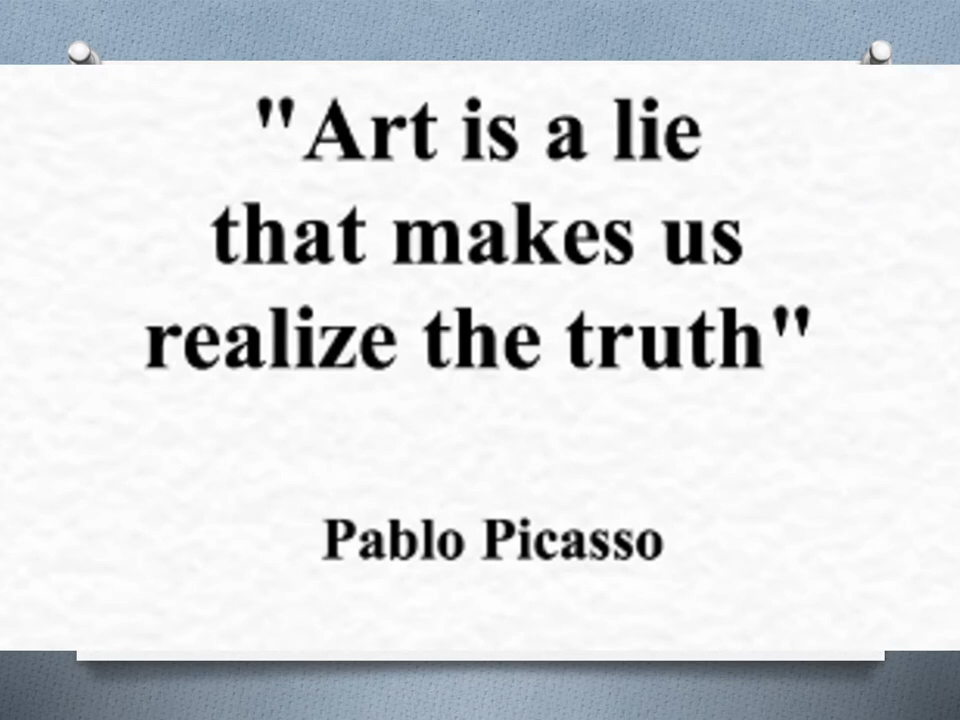 "Art is a lie
that makes us
realize the truth"
Pablo Picasso